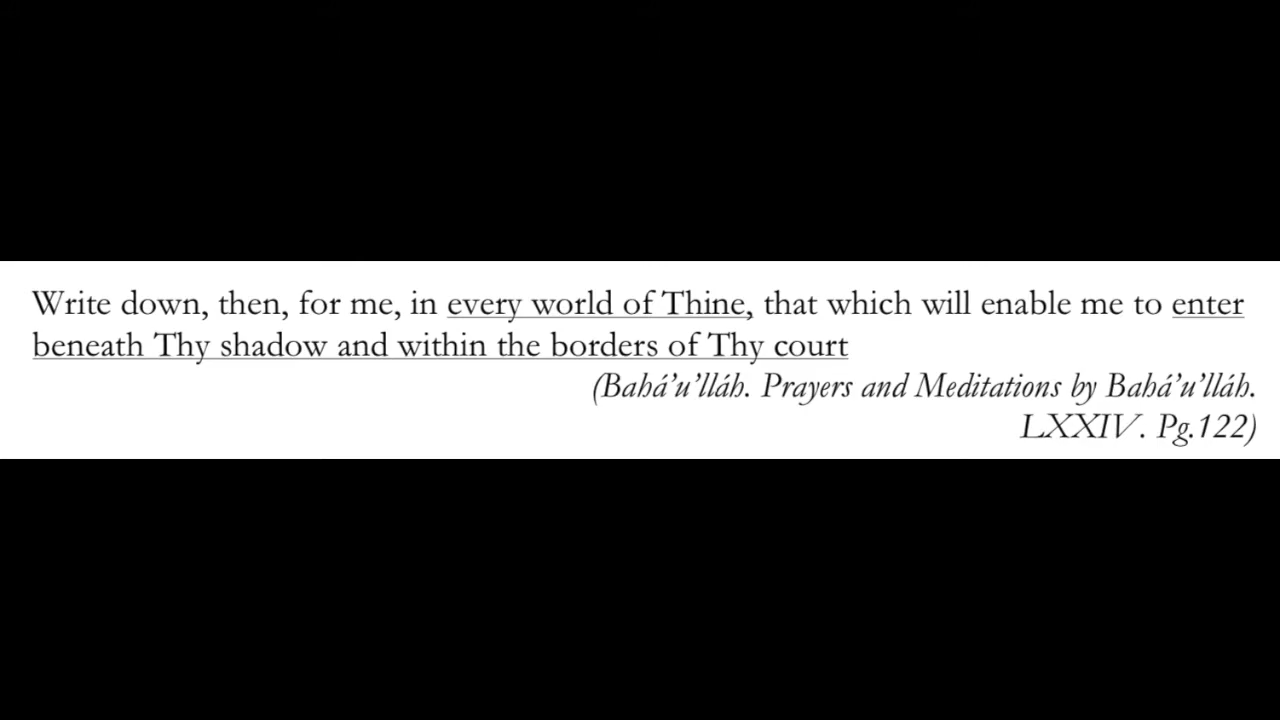 Write down, then, for me, in every world of Thine, that which will enable me to enter
beneath Thy shadow and within the borders of Thy court
(Bahá’u’lláh. Prayers and Meditations by Bahá’u’lláh.
LXXIV. Pg.122)